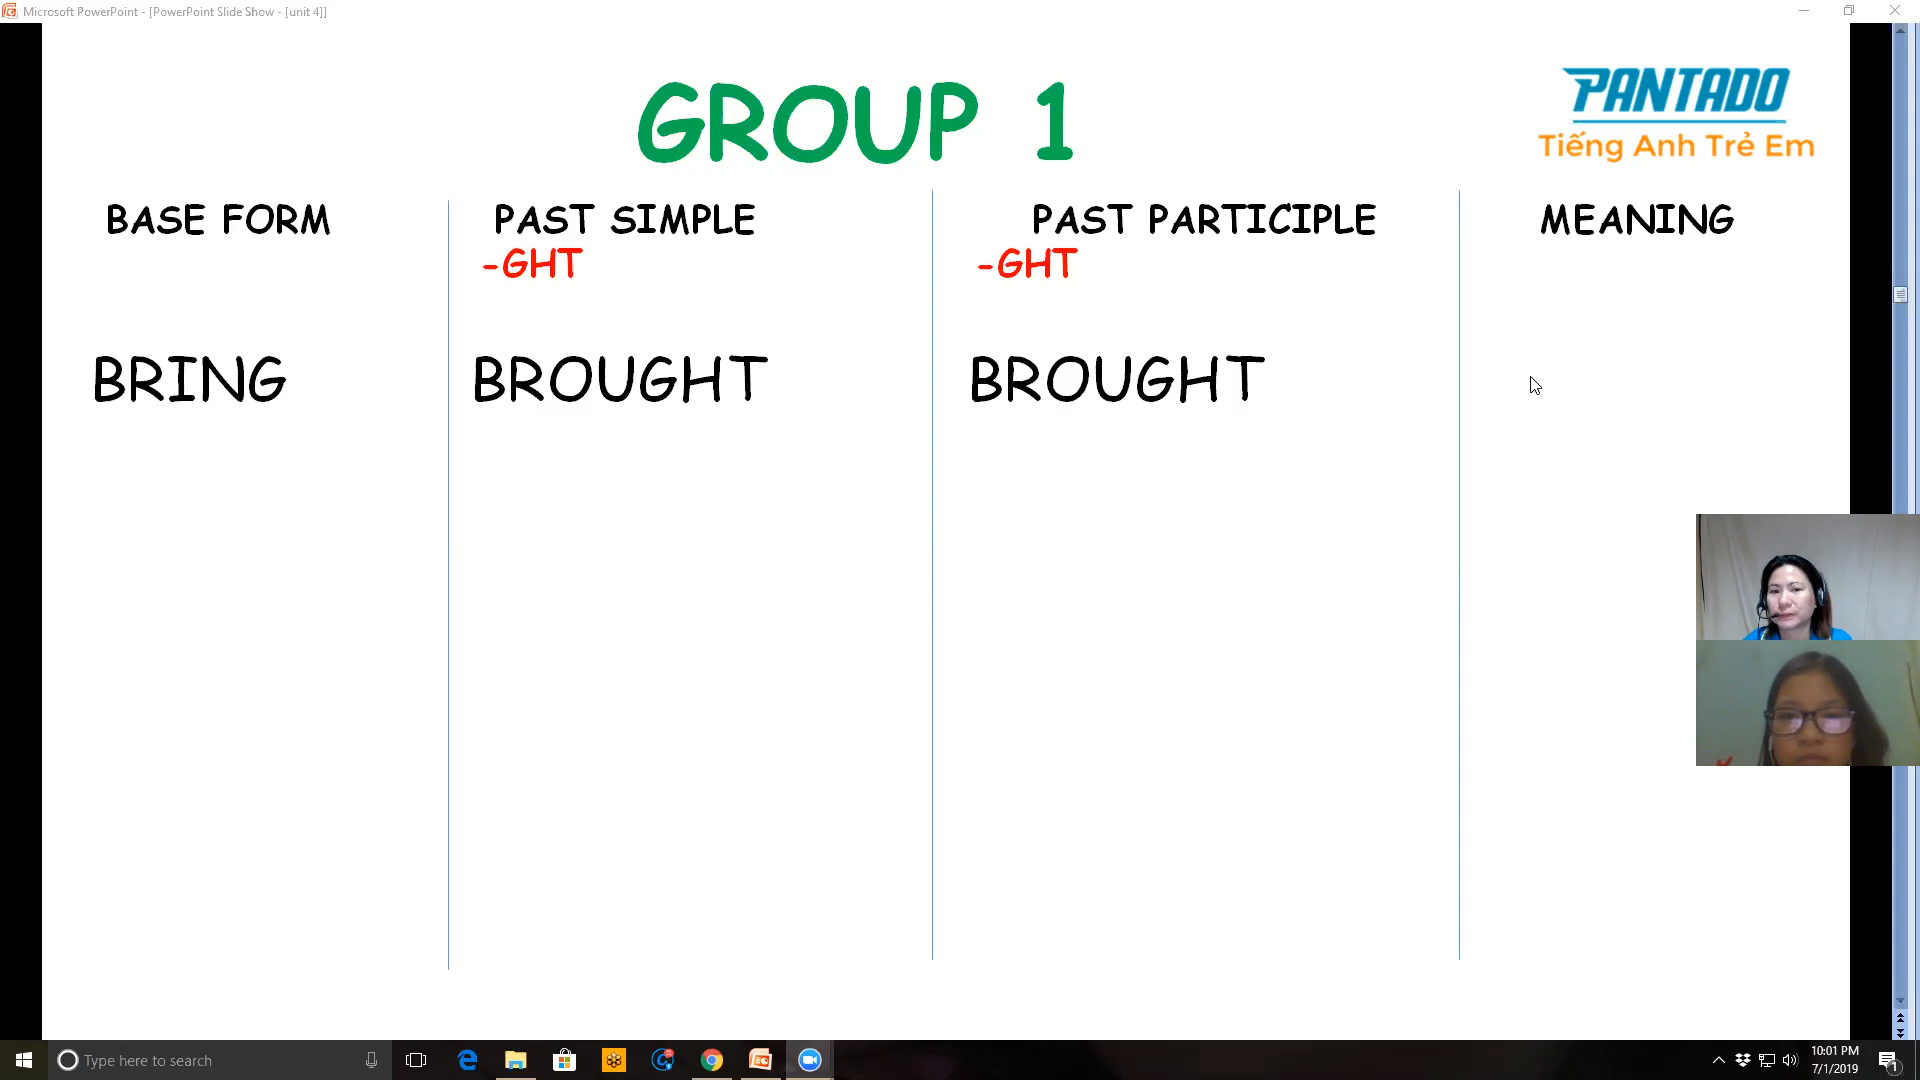 Microsoft PowerPoint - [PowerPoint Slide Show - [unit 4]]
GROUP 1
PANTADO
Tiếng Anh Trẻ Em
BASE FORM PAST SIMPLE PAST PARTICIPLE MEANING
-GHT -GHT
BRING BROUGHT BROUGHT
Type here to search
10:01 PM
7/1/2019
1